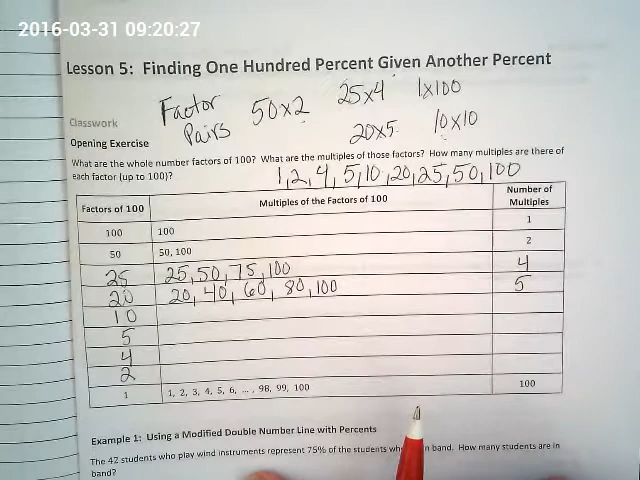 2016-03-31 09:20:27
Lesson 5: Finding One Hundred Percent Given Another Percent
Factor Pairs 50x2 25x4 1x100
20x5 10x10
Classwork
Opening Exercise
What are the whole number factors of 100? What are the multiples of those factors? How many multiples are there of
each factor (up to 100)?
1, 2, 4, 5, 10, 20, 25, 50, 100
Factors of 100 Multiples of the Factors of 100 Number of Multiples
100 100 1
50 50, 100 2
25 25, 50, 75, 100 4
20 20, 40, 60, 80, 100 5
10
5
4
2
1 1, 2, 3, 4, 5, 6, … , 98, 99, 100 100
Example 1: Using a Modified Double Number Line with Percents
The 42 students who play wind instruments represent 75% of the students in band. How many students are in
band?